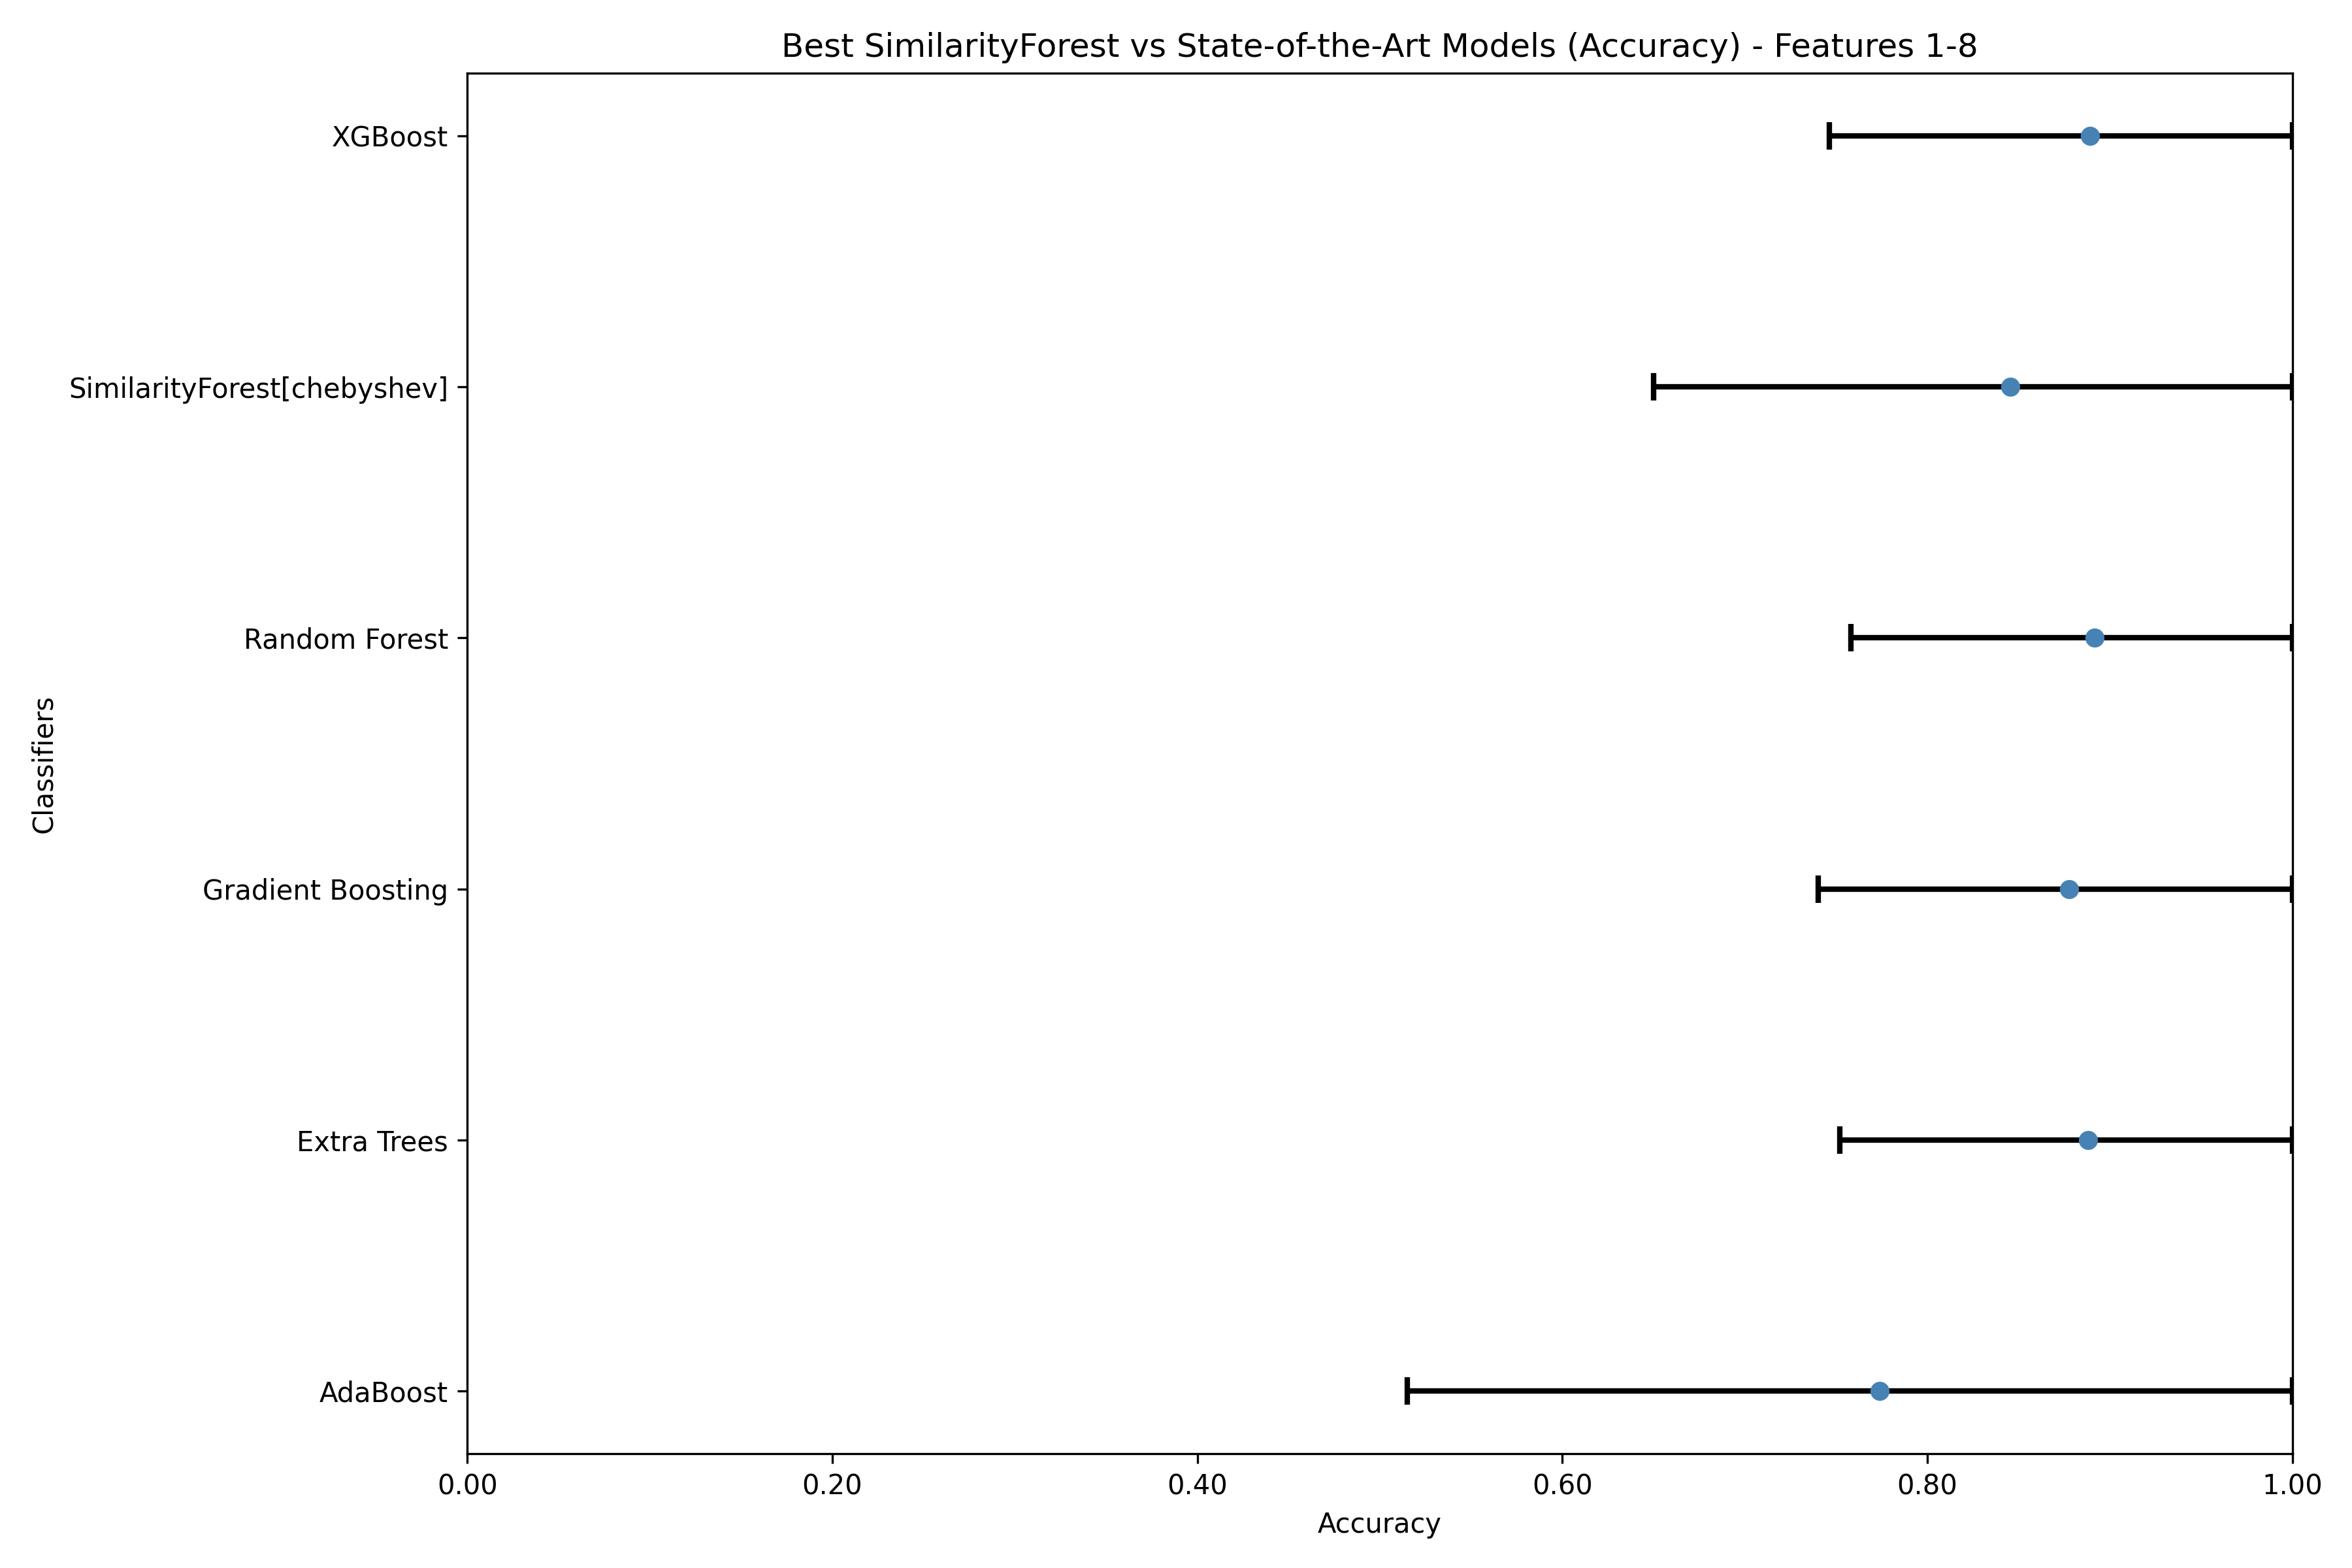 Best SimilarityForest vs State-of-the-Art Models (Accuracy) - Features 1-8
XGBoost
SimilarityForest[chebyshev]
Random Forest
Classifiers
Gradient Boosting
Extra Trees
AdaBoost
0.00 0.20 0.40 0.60 0.80 1.00
Accuracy